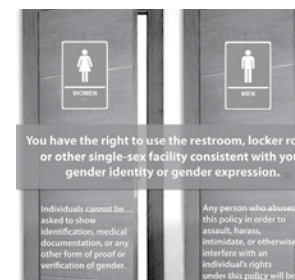 WOMEN
MEN
You have the right to use the restroom, locker ro
or other single-sex facility consistent with you
gender identity or gender expression.
Individuals cannot be
asked to show
identification, medical
documentation, or any
other form of proof or
verification of gender.
Any person who abuses
this policy in order to
assault, harass,
intimidate, or otherwise
interfere with an
individual's rights
under this policy will be